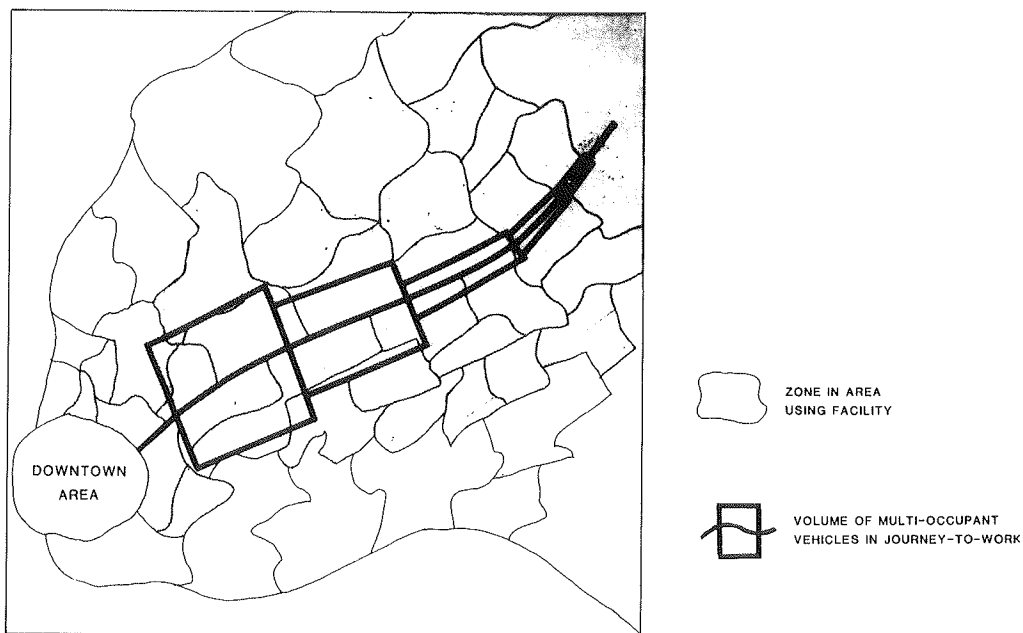 DOWNTOWN
AREA
ZONE IN AREA
USING FACILITY
VOLUME OF MULTI-OCCUPANT
VEHICLES IN JOURNEY-TO-WORK